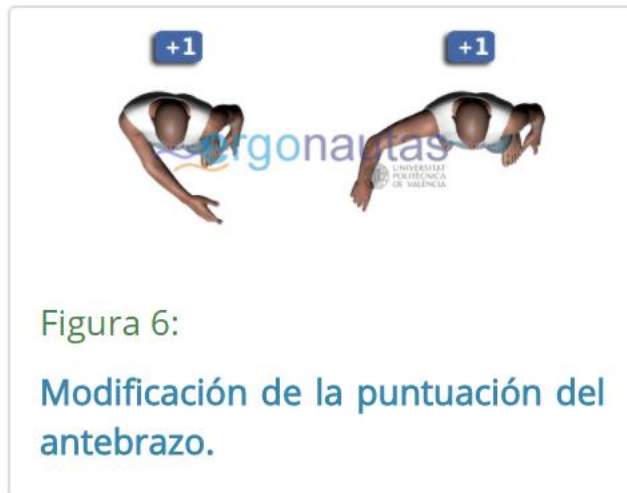 +1 +1
ergonautas
UNIVERSITAT
POLITÈCNICA
DE VALÈNCIA
Figura 6:
Modificación de la puntuación del
antebrazo.